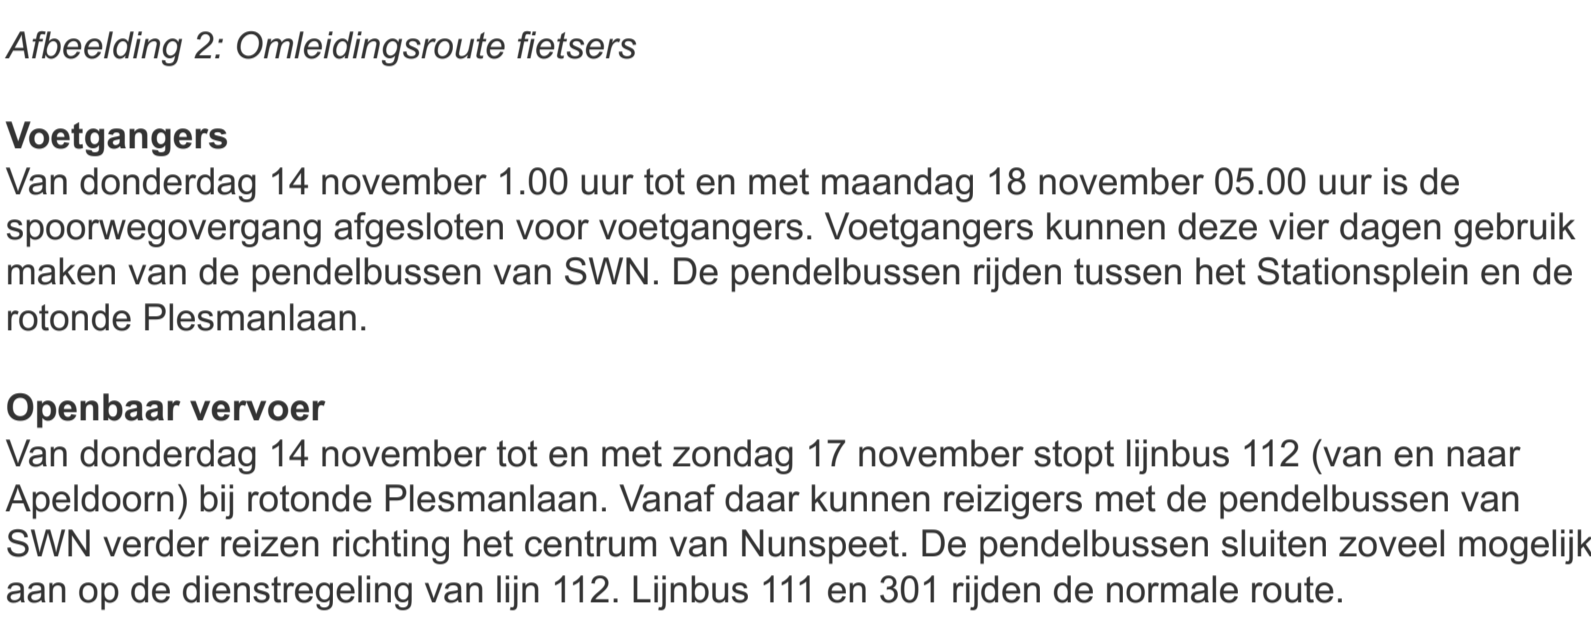 Afbeelding 2: Omleidingsroute fietsers
Voetgangers
Van donderdag 14 november 1.00 uur tot en met maandag 18 november 05.00 uur is de
spoorwegovergang afgesloten voor voetgangers. Voetgangers kunnen deze vier dagen gebruik
maken van de pendelbussen van SWN. De pendelbussen rijden tussen het Stationsplein en de
rotonde Plesmanlaan.
Openbaar vervoer
Van donderdag 14 november tot en met zondag 17 november stopt lijnbus 112 (van en naar
Apeldoorn) bij rotonde Plesmanlaan. Vanaf daar kunnen reizigers met de pendelbussen van
SWN verder reizen richting het centrum van Nunspeet. De pendelbussen sluiten zoveel mogelijk
aan op de dienstregeling van lijn 112. Lijnbus 111 en 301 rijden de normale route.